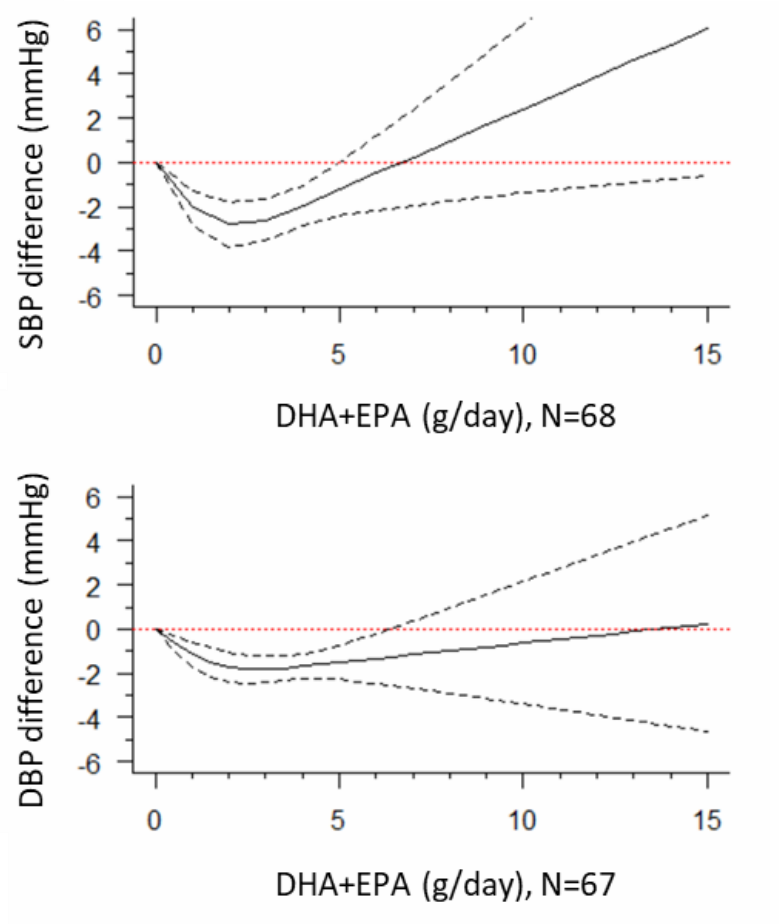 SBP difference (mmHg)
6
4
2
0
-2
-4
-6
0 5 10 15
DHA+EPA (g/day), N=68
DBP difference (mmHg)
6
4
2
0
-2
-4
-6
0 5 10 15
DHA+EPA (g/day), N=67